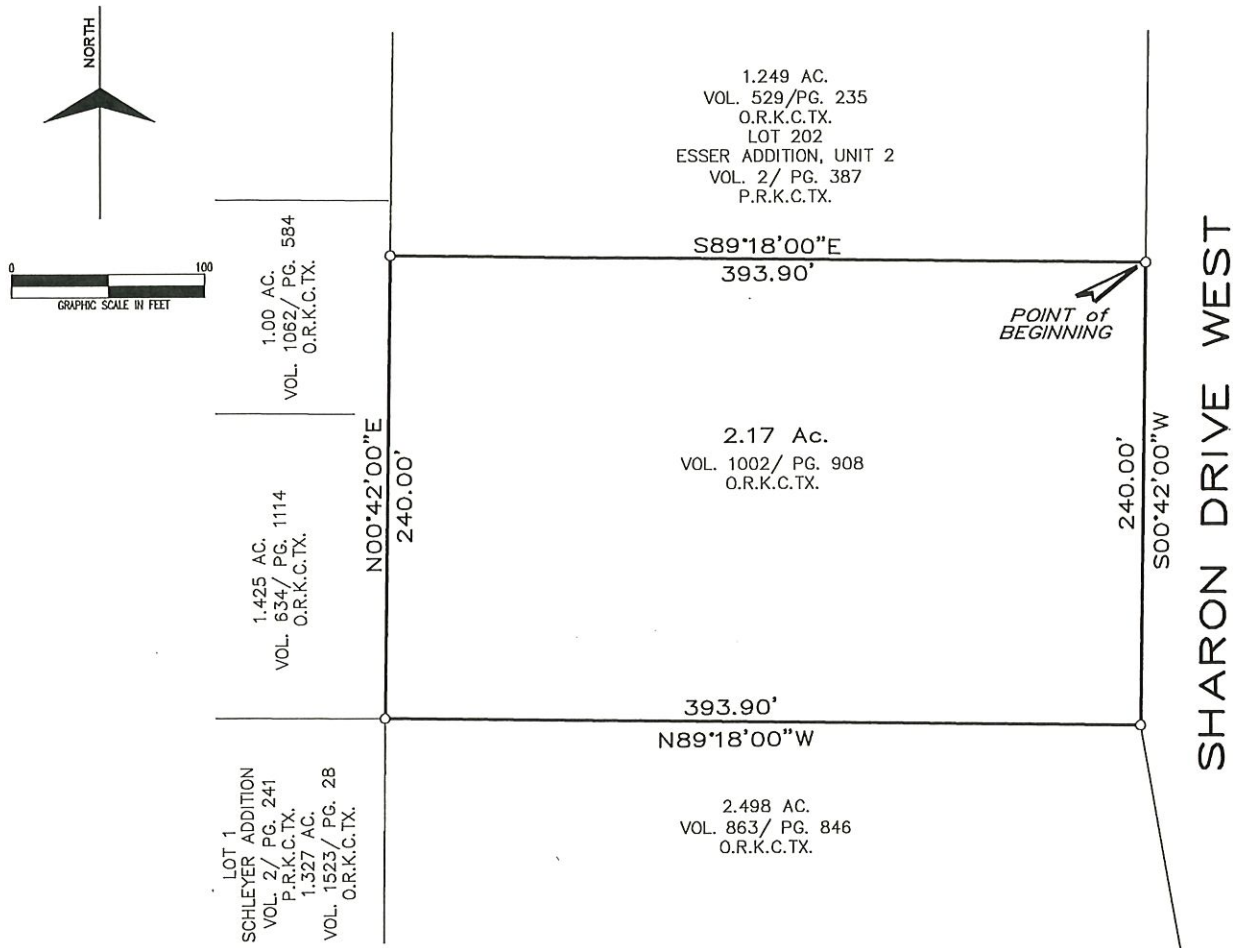 NORTH
0 100
GRAPHIC SCALE IN FEET
1.249 AC.
VOL. 529/PG. 235
O.R.K.C.TX.
LOT 202
ESSER ADDITION, UNIT 2
VOL. 2/ PG. 387
P.R.K.C.TX.
1.00 AC.
VOL. 1062/ PG. 584
O.R.K.C.TX.
S89°18'00"E
393.90'
POINT of
BEGINNING
N00°42'00"E
240.00'
2.17 Ac.
VOL. 1002/ PG. 908
O.R.K.C.TX.
240.00'
S00°42'00"W
SHARON DRIVE WEST
1.425 AC.
VOL. 634/ PG. 1114
O.R.K.C.TX.
393.90'
N89°18'00"W
LOT 1
SCHLEYER ADDITION
VOL. 2/ PG. 241
P.R.K.C.TX.
1.327 AC.
VOL. 1523/ PG. 28
O.R.K.C.TX.
2.498 AC.
VOL. 863/ PG. 846
O.R.K.C.TX.